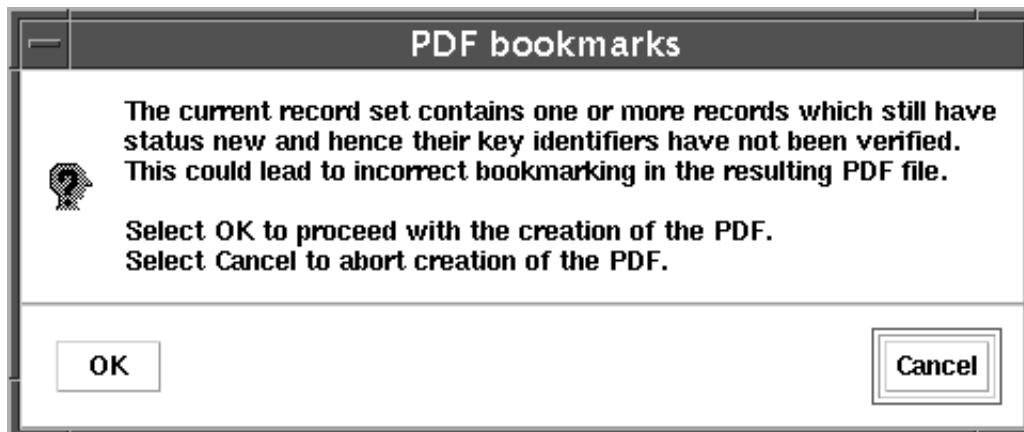 PDF bookmarks
The current record set contains one or more records which still have
status new and hence their key identifiers have not been verified.
This could lead to incorrect bookmarking in the resulting PDF file.
Select OK to proceed with the creation of the PDF.
Select Cancel to abort creation of the PDF.
OK
Cancel